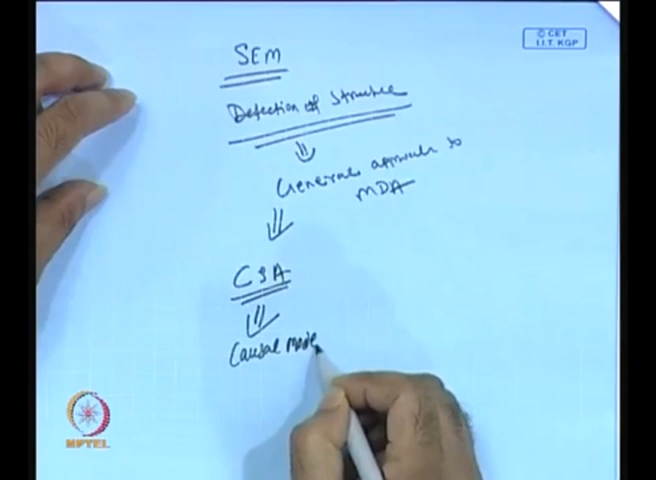 © CET
I.I.T. KGP
SEM
Detection of Structure
General approach to
MDA
CSA
Causal Mode
NPTEL